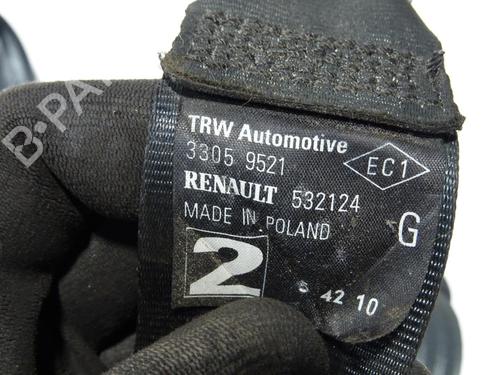 B-PA
TRW Automotive
3305 9521
EC1
RENAULT 532124
MADE IN POLAND
G
2
42 10